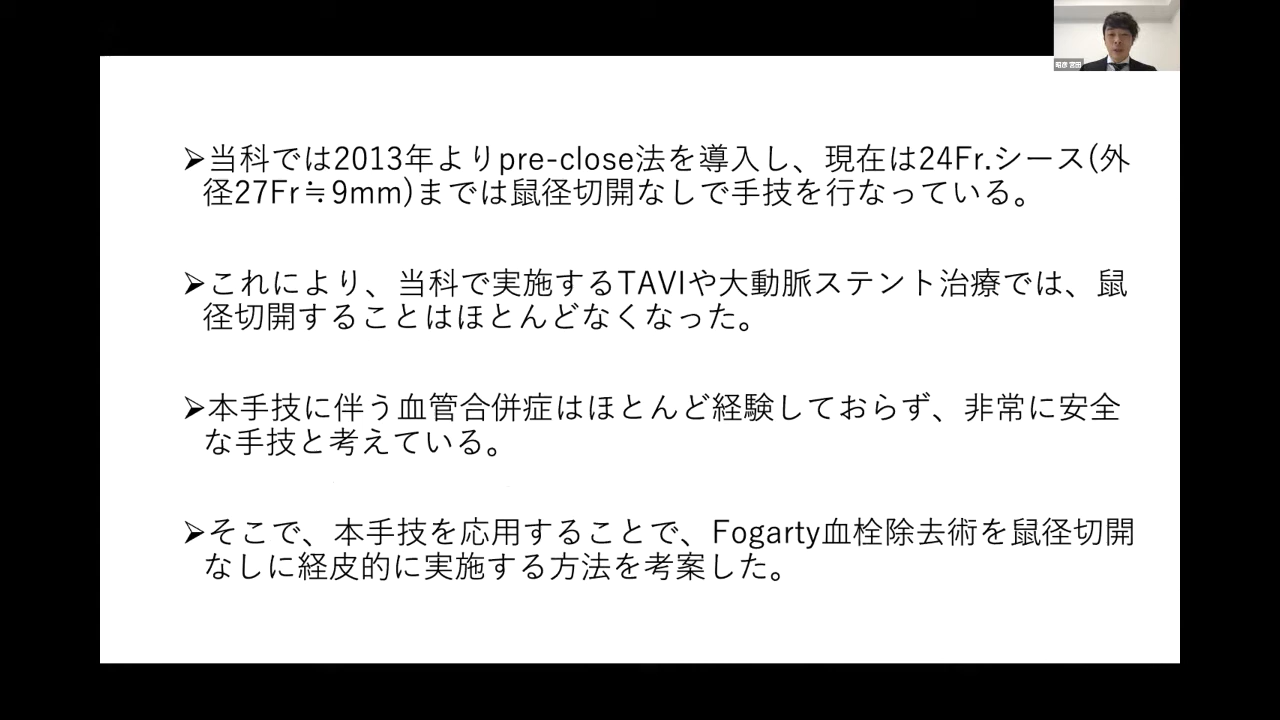 昭彦 宮田
➢当科では2013年よりpre-close法を導入し、現在は24Fr.シース(外
径27Fr≒9mm)までは鼠径切開なしで手技を行なっている。
➢これにより、当科で実施するTAVIや大動脈ステント治療では、鼠
径切開することはほとんどなくなった。
➢本手技に伴う血管合併症はほとんど経験しておらず、非常に安全
な手技と考えている。
➢そこで、本手技を応用することで、Fogarty血栓除去術を鼠径切開
なしに経皮的に実施する方法を考案した。